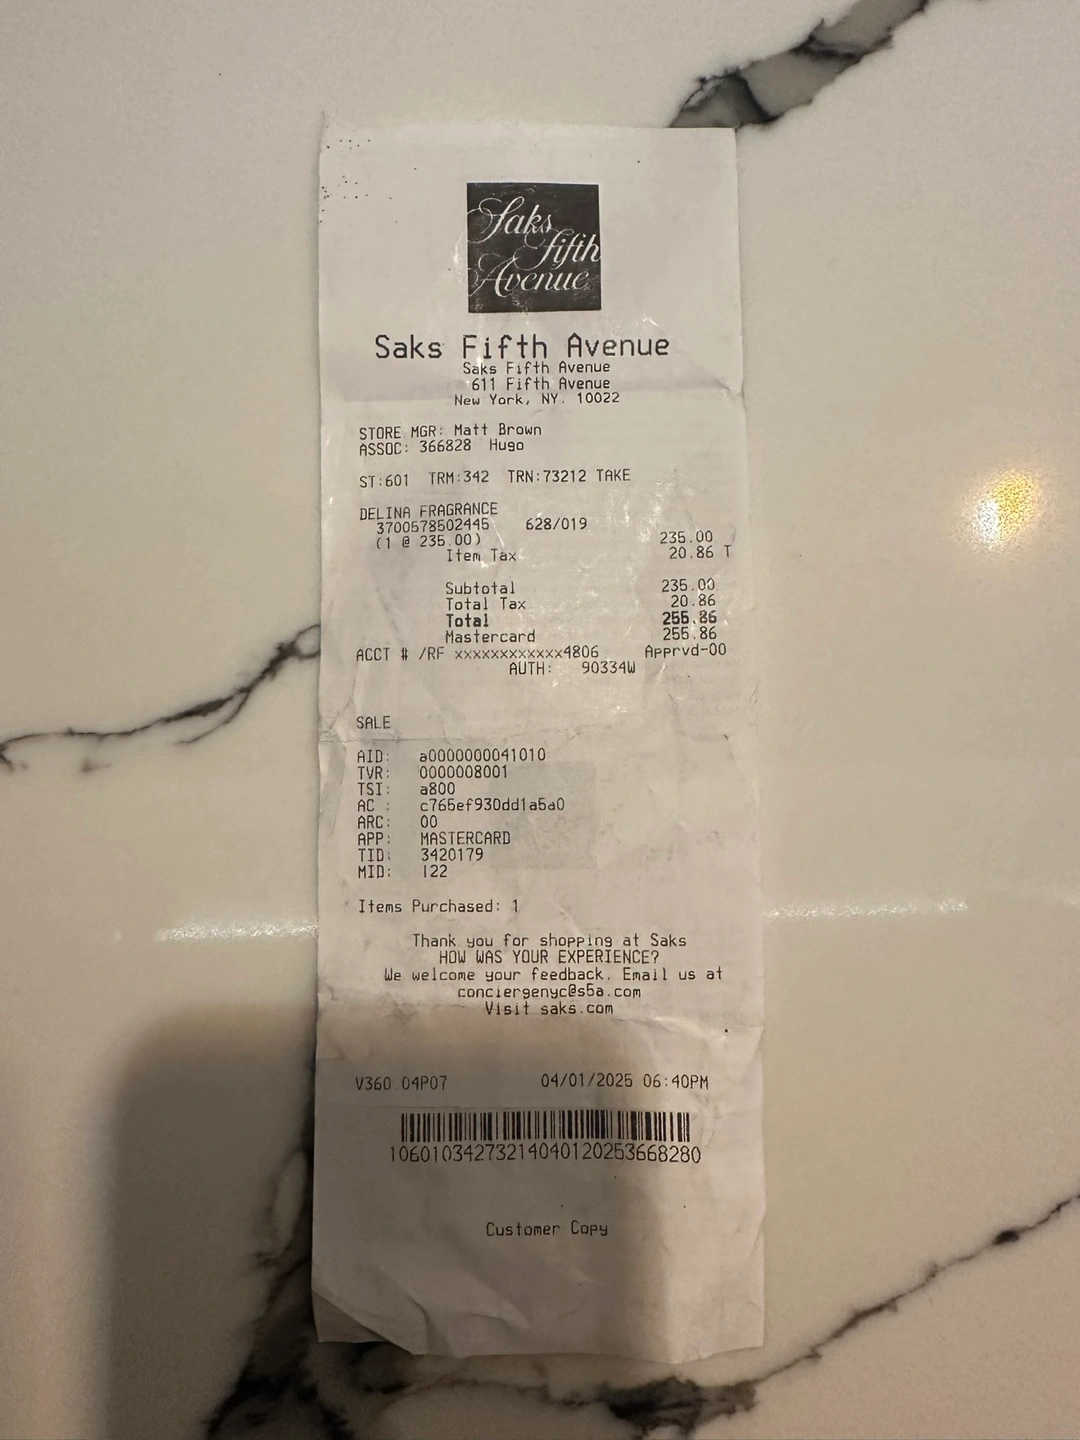 Saks
fifth
Avenue
Saks Fifth Avenue
Saks Fifth Avenue
611 Fifth Avenue
New York, NY. 10022
STORE MGR: Matt Brown
ASSOC: 366828 Hugo
ST:601 TRM:342 TRN:73212 TAKE
DELINA FRAGRANCE
3700578502445 628/019
(1 @ 235.00) 235.00
Item Tax 20.86 T
Subtotal 235.00
Total Tax 20.86
Total 255.86
Mastercard 255.86
ACCT # /RF xxxxxxxxxxxx4806 Apprvd-00
AUTH: 90334W
SALE
AID: a0000000041010
TVR: 0000008001
TSI: a800
AC : c765ef930dd1a5a0
ARC: 00
APP: MASTERCARD
TID: 3420179
MID: 122
Items Purchased: 1
Thank you for shopping at Saks
HOW WAS YOUR EXPERIENCE?
We welcome your feedback. Email us at
conciergenyc@s5a.com
Visit saks.com
V360 04P07 04/01/2025 06:40PM
10601034273214040120253668280
Customer Copy